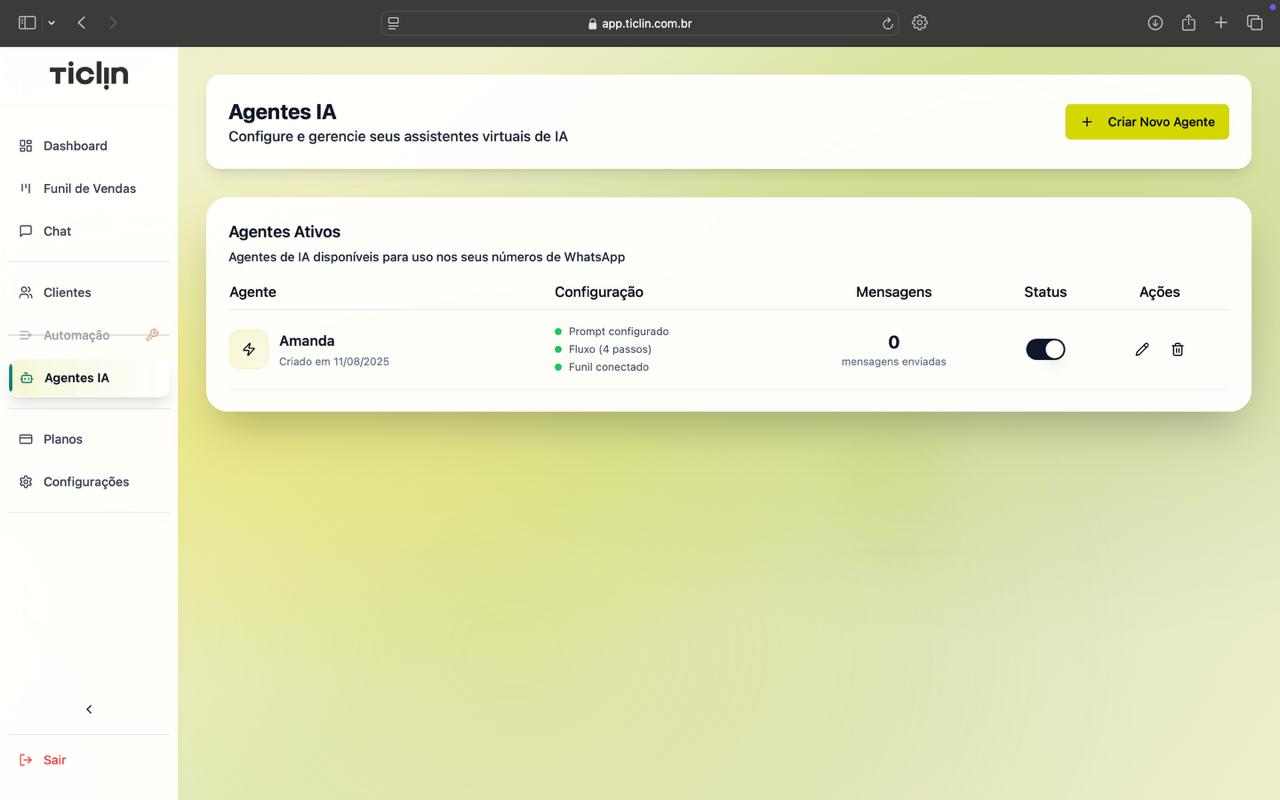 app.ticlin.com.br
Ticlin
Dashboard
Funil de Vendas
Chat
Clientes
Automação
Agentes IA
Planos
Configurações
Sair
Agentes IA
Configure e gerencie seus assistentes virtuais de IA
+ Criar Novo Agente
Agentes Ativos
Agentes de IA disponíveis para uso nos seus números de WhatsApp
Agente Configuração Mensagens Status Ações
Amanda
Criado em 11/08/2025
Prompt configurado
Fluxo (4 passos)
Funil conectado
0
mensagens enviadas